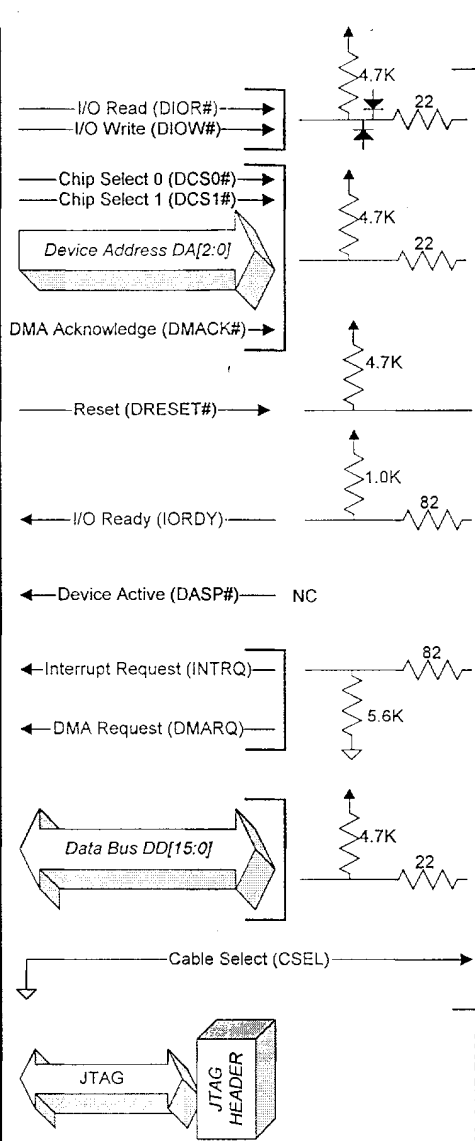 4.7K
22
I/O Read (DIOR#)
I/O Write (DIOW#)
Chip Select 0 (DCS0#)
Chip Select 1 (DCS1#)
4.7K
22
Device Address DA[2:0]
DMA Acknowledge (DMACK#)
4.7K
Reset (DRESET#)
1.0K
82
I/O Ready (IORDY)
Device Active (DASP#)
NC
82
Interrupt Request (INTRQ)
5.6K
DMA Request (DMARQ)
4.7K
22
Data Bus DD[15:0]
Cable Select (CSEL)
JTAG
JTAG
HEADER